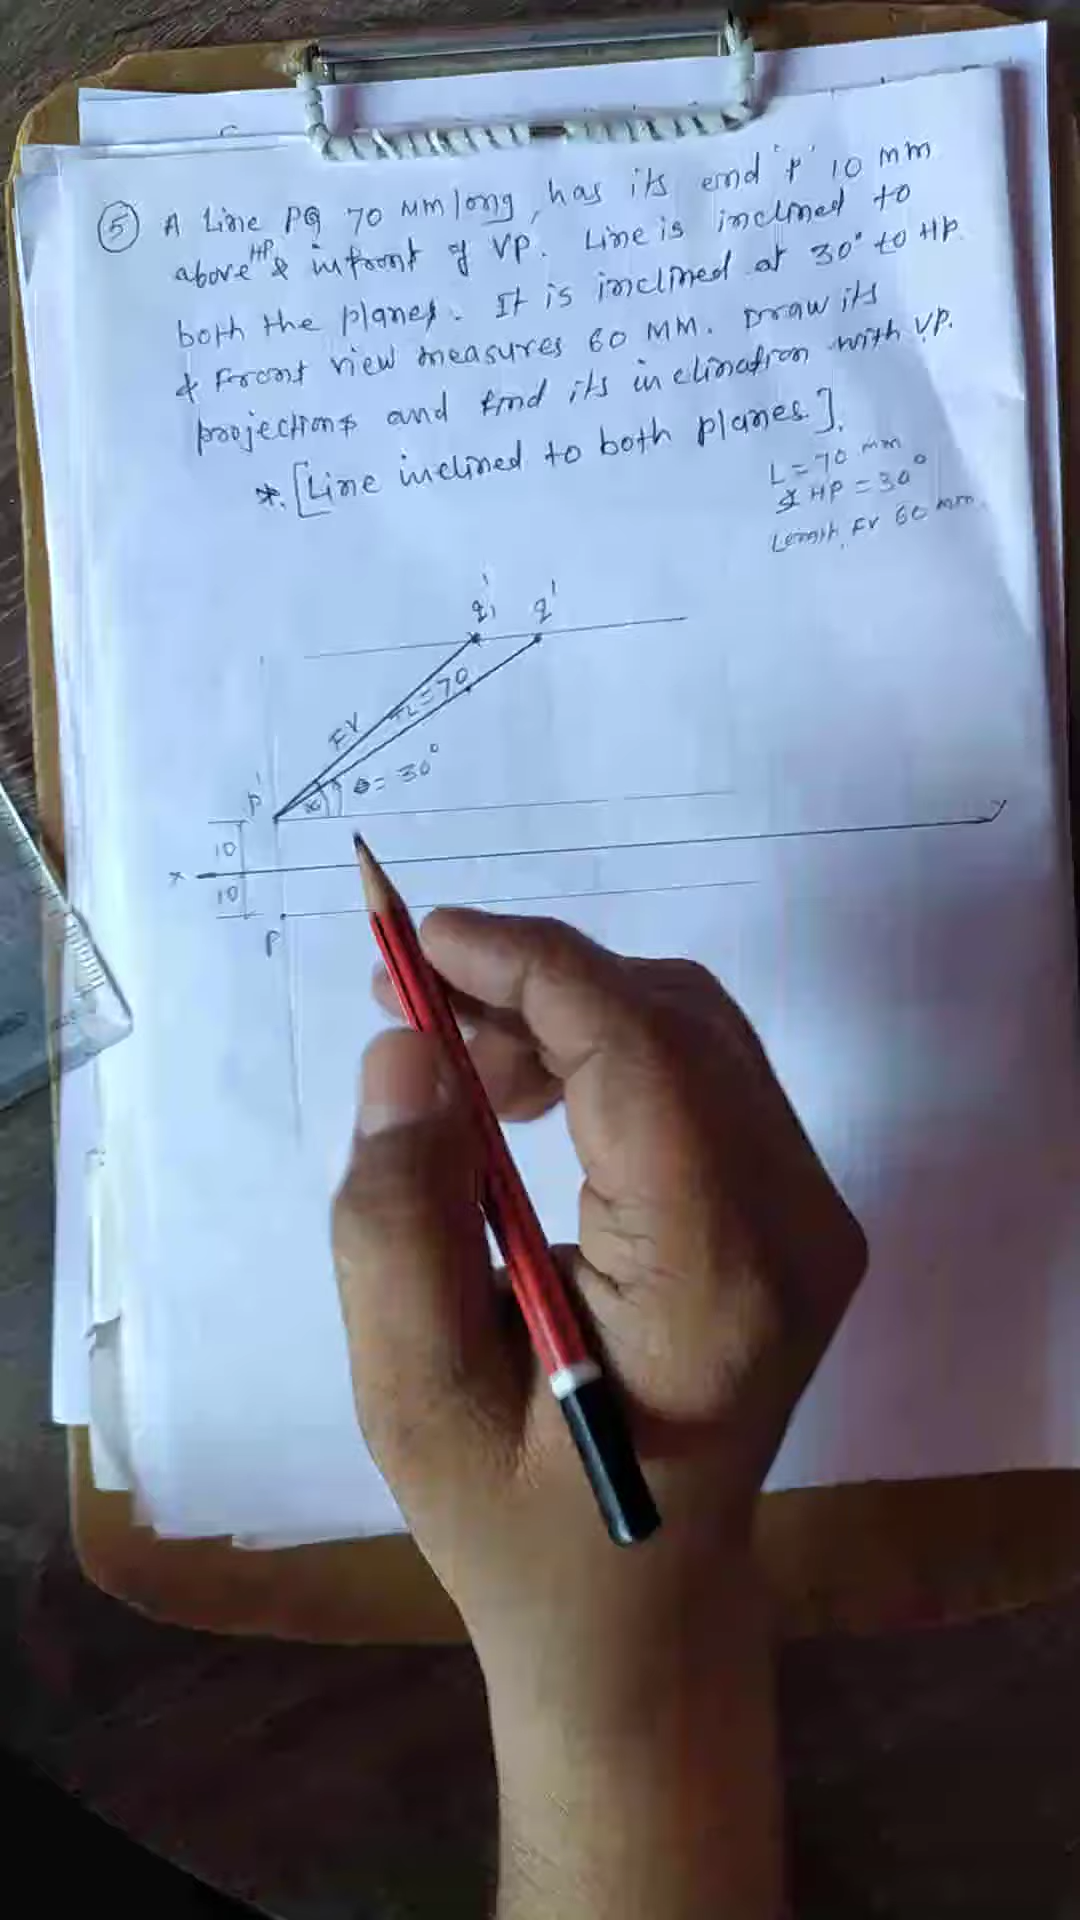 ⑤ A Line PQ 70 MM long, has its end 'P' 10 MM
above HP & infront of VP. Line is inclined to
both the planes. It is inclined at 30° to HP.
& Front view measures 60 MM. Draw its
projections and find its inclination with VP.
*. [Line inclined to both planes].
L = 70 mm
∠ HP = 30°
Length FV 60 mm.
q₁' q'
FV TL = 70
p' α θ = 30°
10
x y
10
P